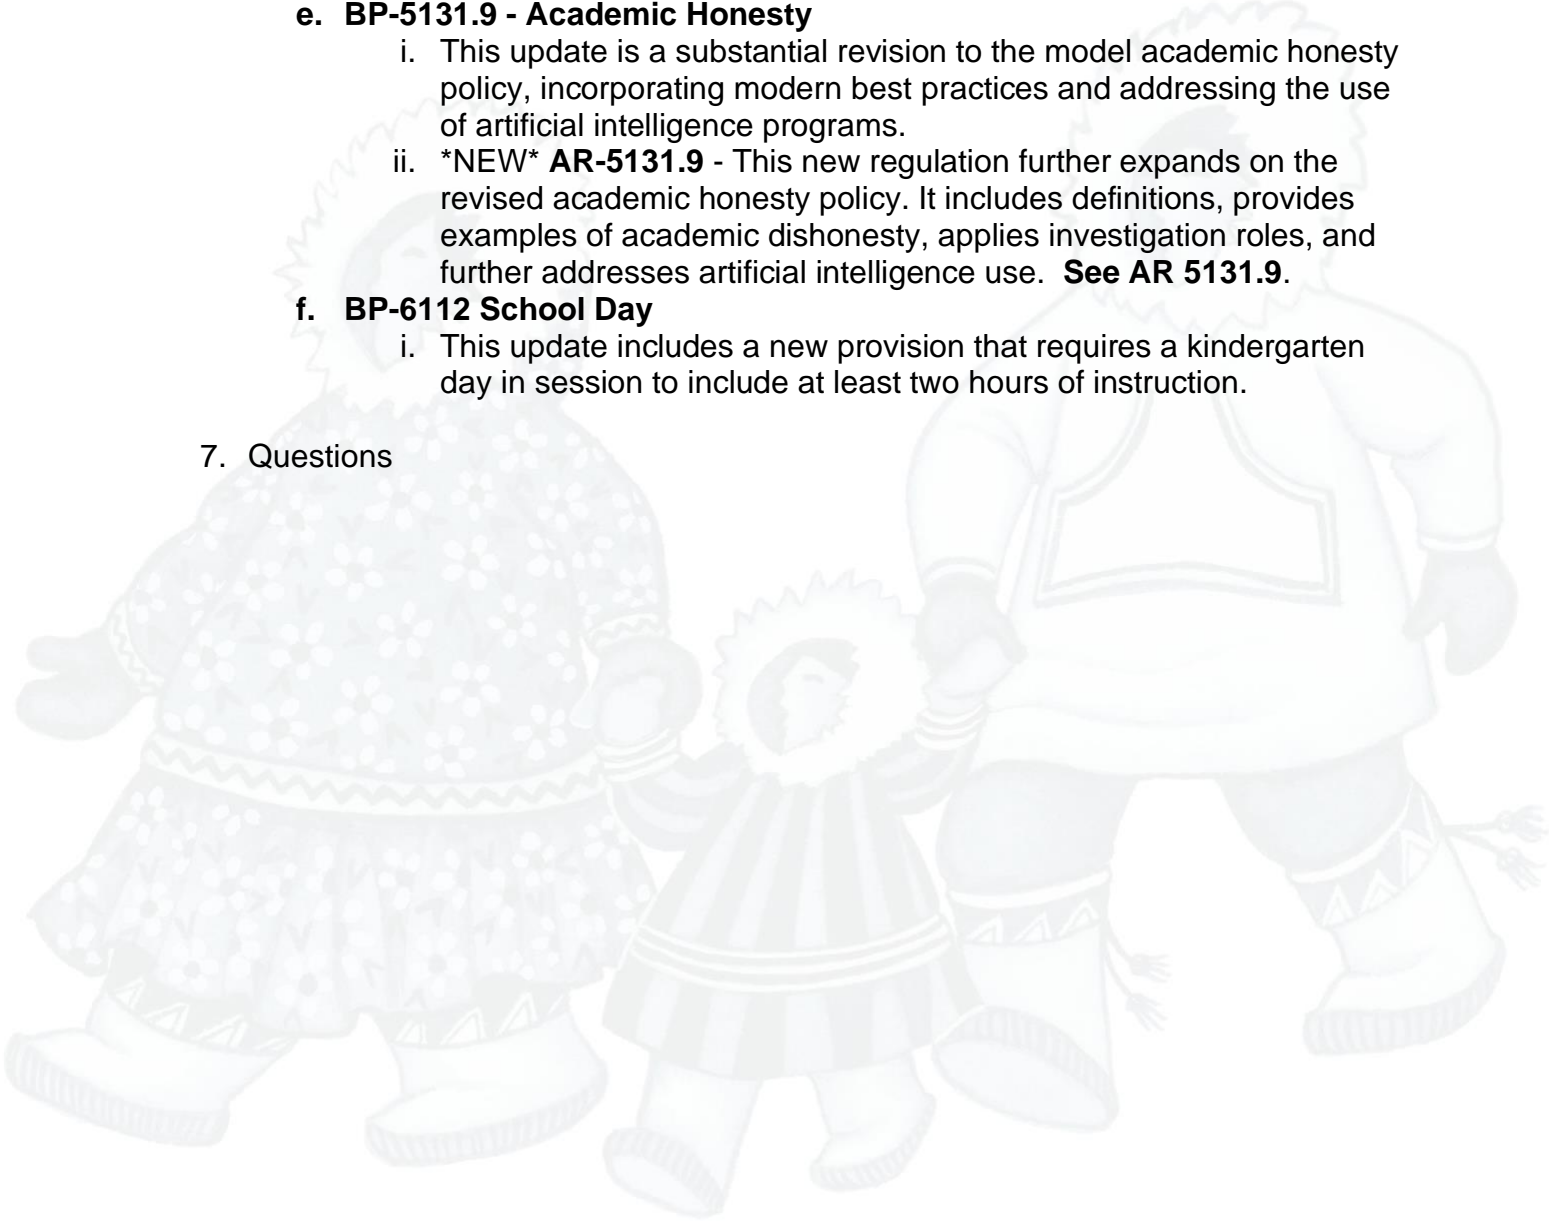 e. BP-5131.9 - Academic Honesty
i. This update is a substantial revision to the model academic honesty
policy, incorporating modern best practices and addressing the use
of artificial intelligence programs.
ii. *NEW* AR-5131.9 - This new regulation further expands on the
revised academic honesty policy. It includes definitions, provides
examples of academic dishonesty, applies investigation roles, and
further addresses artificial intelligence use.  See AR 5131.9.
f. BP-6112 School Day
i. This update includes a new provision that requires a kindergarten
day in session to include at least two hours of instruction.
7. Questions